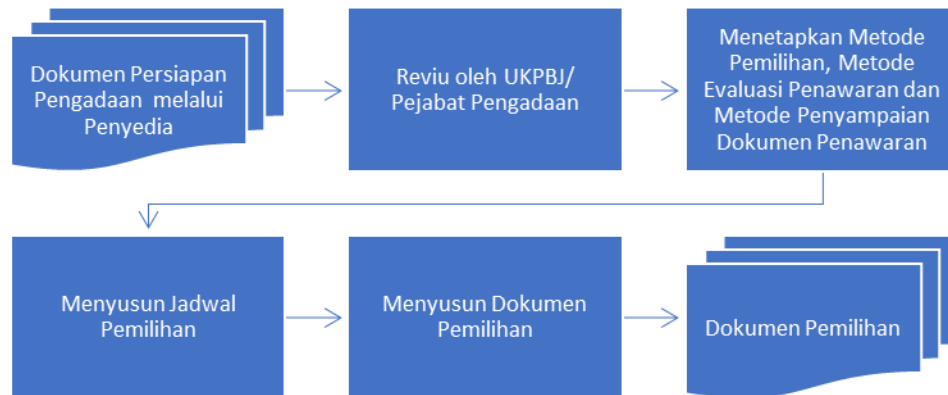 Dokumen Persiapan
Pengadaan melalui
Penyedia
Reviu oleh UKPBJ/
Pejabat Pengadaan
Menetapkan Metode
Pemilihan, Metode
Evaluasi Penawaran dan
Metode Penyampaian
Dokumen Penawaran
Menyusun Jadwal
Pemilihan
Menyusun Dokumen
Pemilihan
Dokumen Pemilihan